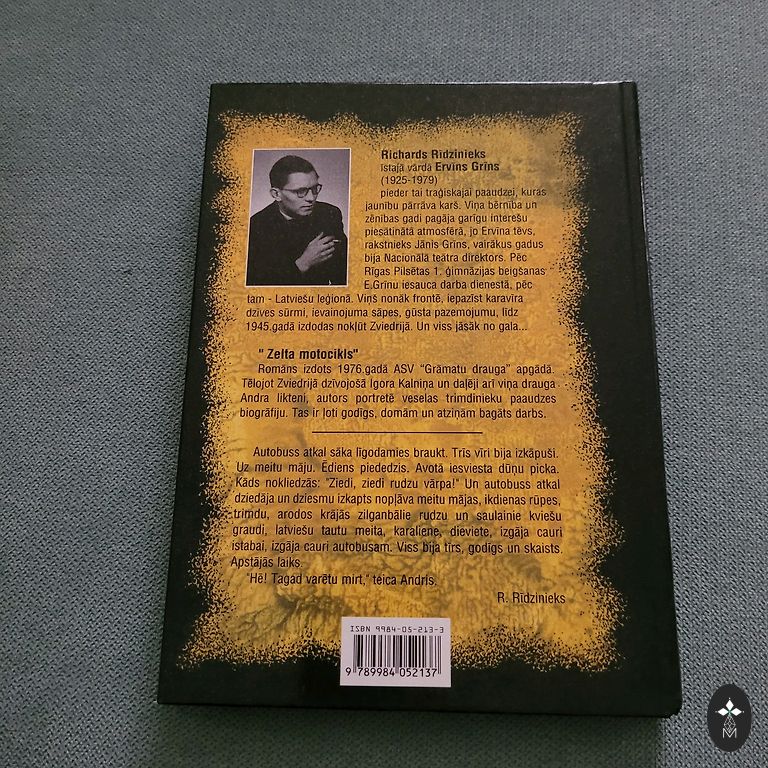 Richards Rīdzinieks
īstajā vārdā Ervīns Grīns
(1925-1979)
pieder tai traģiskajai paaudzei, kuras
jaunību pārrāva karš. Viņa bērnība un
zēnības gadi pagāja garīgu interešu
piesātinātā atmosfērā, jo Ervīna tēvs,
rakstnieks Jānis Grīns, vairākus gadus
bija Nacionālā teātra direktors. Pēc
Rīgas Pilsētas 1. ģimnāzijas beigšanas
E.Grīnu iesauca darba dienestā, pēc
tam - Latviešu leģionā. Viņš nonāk frontē, iepazīst karavīra
dzīves sūrmi, ievainojuma sāpes, gūsta pazemojumu, līdz
1945.gadā izdodas nokļūt Zviedrijā. Un viss jāsāk no gala...
" Zelta motocikls"
Romāns izdots 1976.gadā ASV "Grāmatu drauga" apgādā.
Tēlojot Zviedrijā dzīvojošā Igora Kalniņa un daļēji arī viņa drauga
Andra likteni, autors portretē veselas trimdinieku paaudzes
biogrāfiju. Tas ir ļoti godīgs, domām un atziņām bagāts darbs.
Autobuss atkal sāka līgodamies braukt. Trīs vīri bija izkāpuši.
Uz meitu māju. Ēdiens piededzis. Avotā iesviesta dūņu picka.
Kāds nokliedzās: "Ziedi, ziedi rudzu vārpa!" Un autobuss atkal
dziedāja un dziesmu izkapts nopļāva meitu mājas, ikdienas rūpes,
trimdu, arodos krājās zilganbālie rudzu un saulainie kviešu
graudi, latviešu tautu meita, karaliene, dieviete, izgāja cauri
istabai, izgāja cauri autobusam. Viss bija tīrs, godīgs un skaists.
Apstājās laiks.
"Hē! Tagad varētu mirt," teica Andris.
R. Rīdzinieks
ISBN 9984-05-213-3
9 789984 052137
M